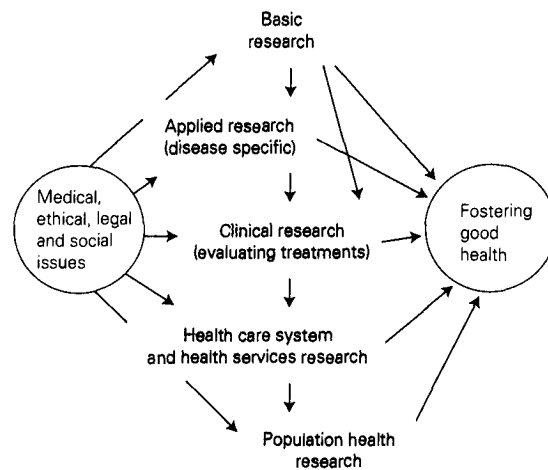 Basic
research
Applied research
(disease specific)
Medical,
ethical, legal
and social
issues
Clinical research
(evaluating treatments)
Fostering
good
health
Health care system
and health services research
Population health
research